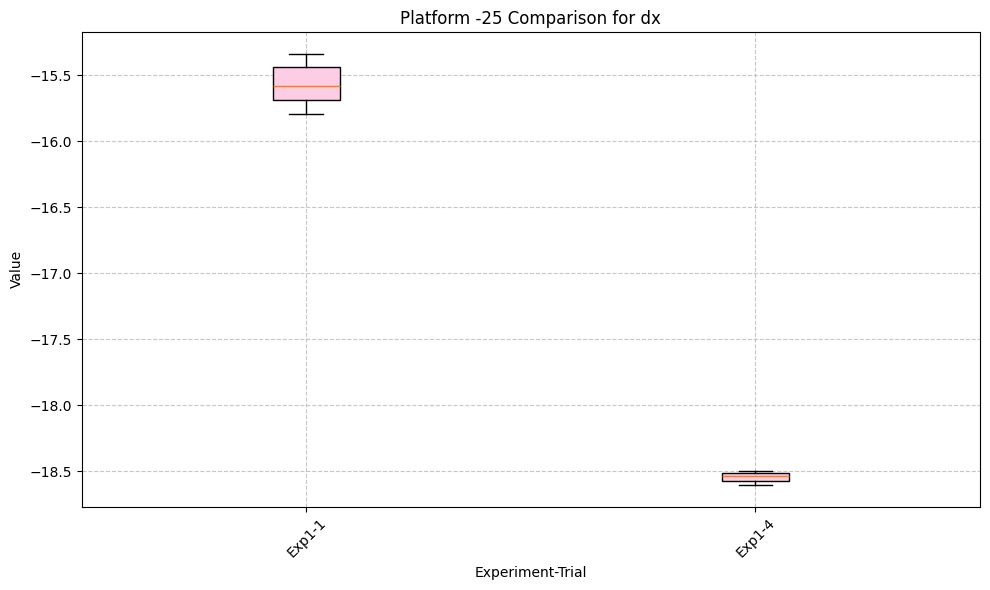 Platform -25 Comparison for dx
Value
−15.5
−16.0
−16.5
−17.0
−17.5
−18.0
−18.5
Exp1-1
Exp1-4
Experiment-Trial